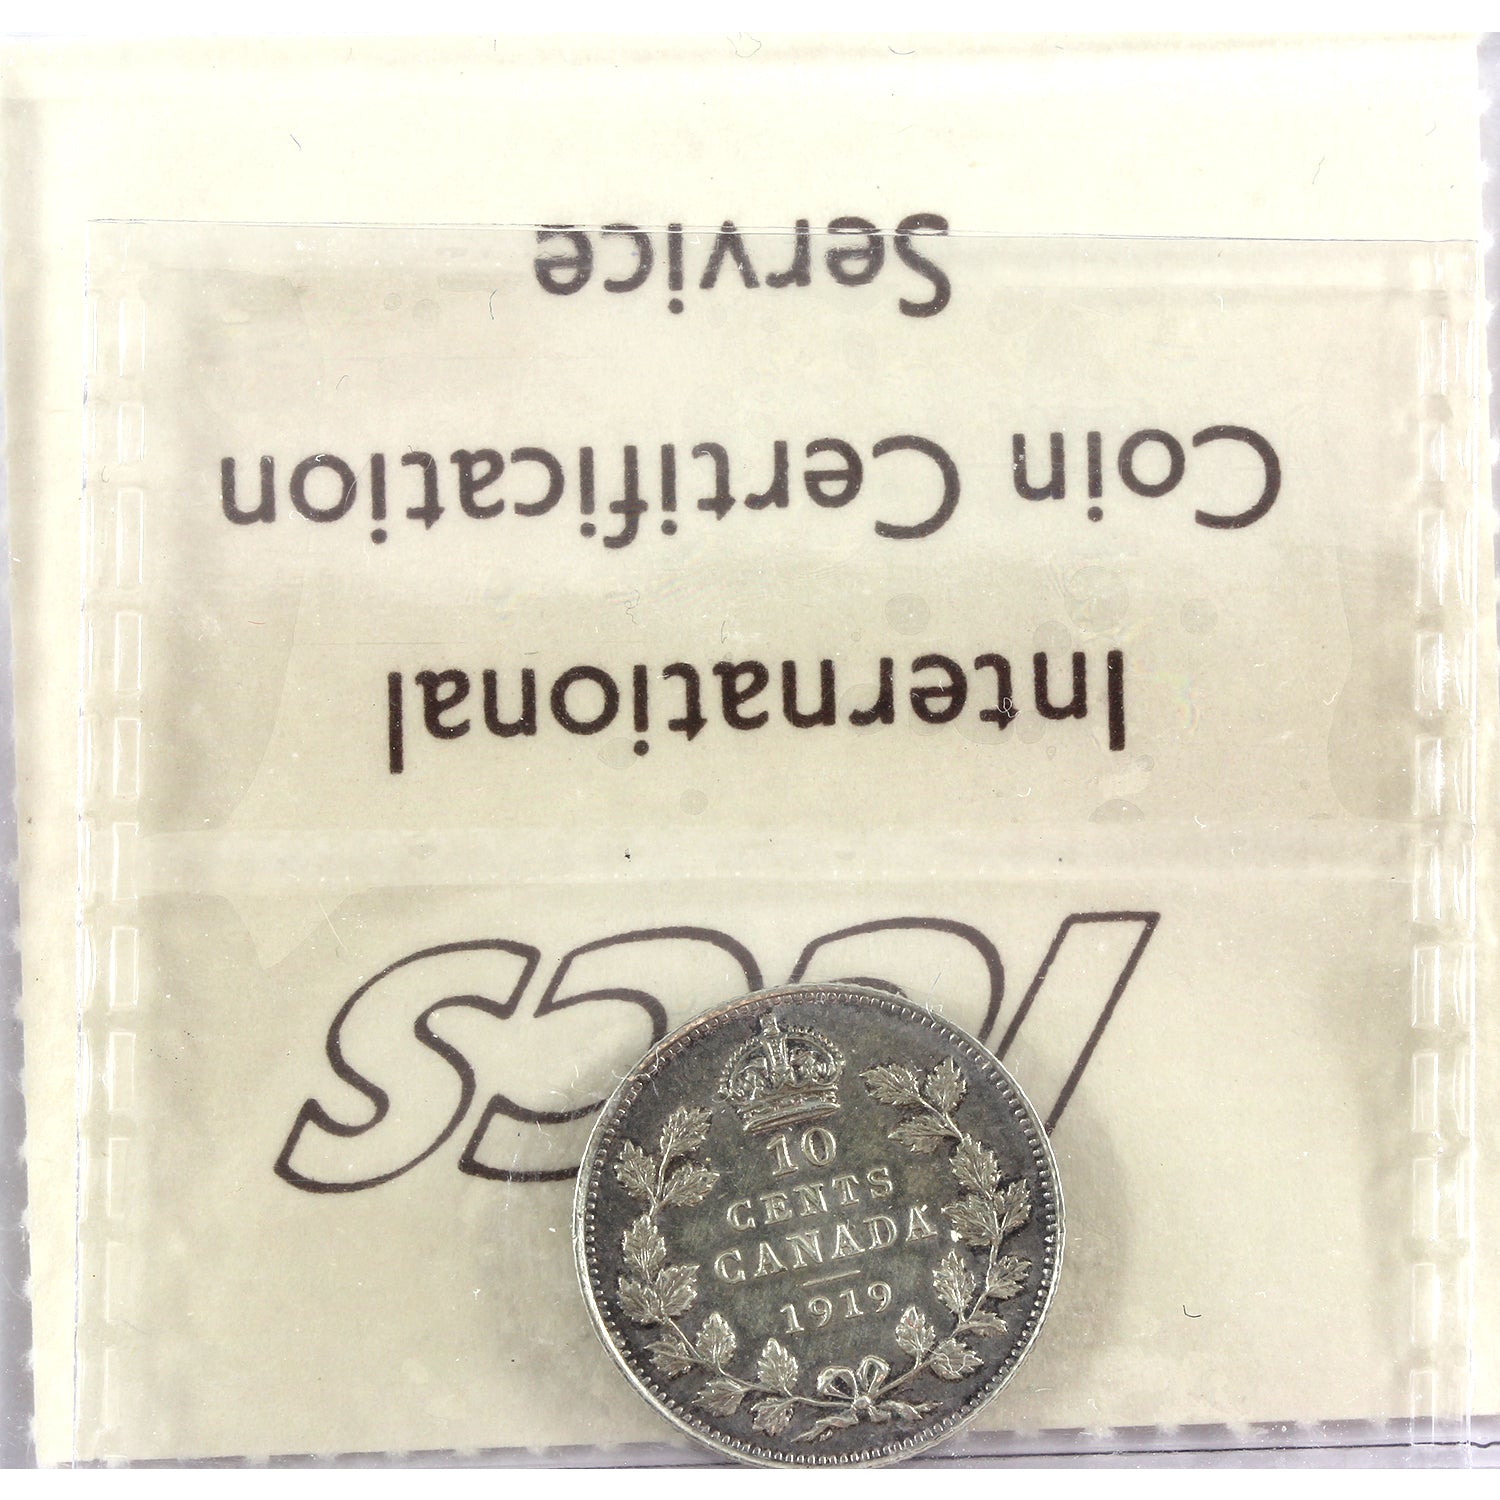 ICCS
International
Coin Certification
Service
10
CENTS
CANADA
1919